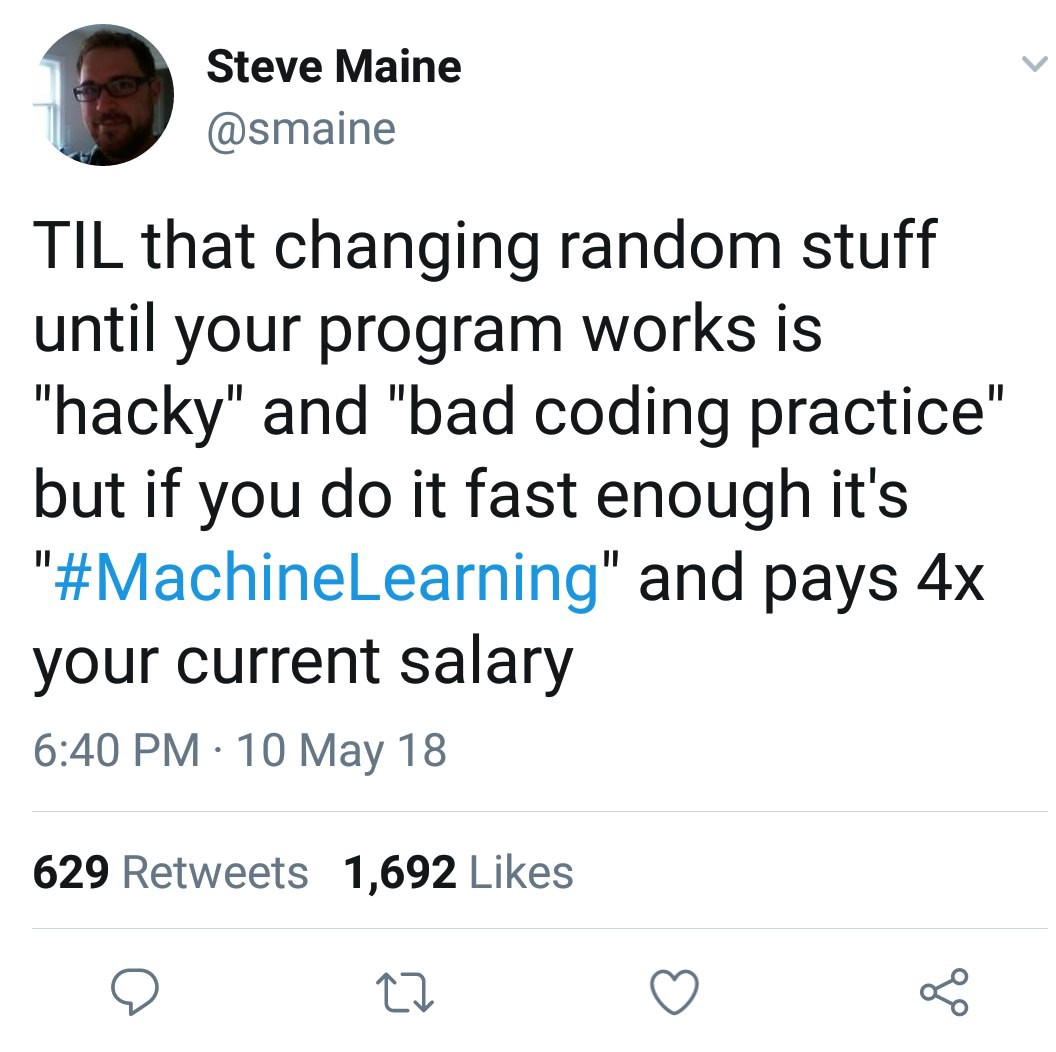 Steve Maine
@smaine
TIL that changing random stuff
until your program works is
"hacky" and "bad coding practice"
but if you do it fast enough it's
"#MachineLearning" and pays 4x
your current salary
6:40 PM · 10 May 18
629 Retweets 1,692 Likes